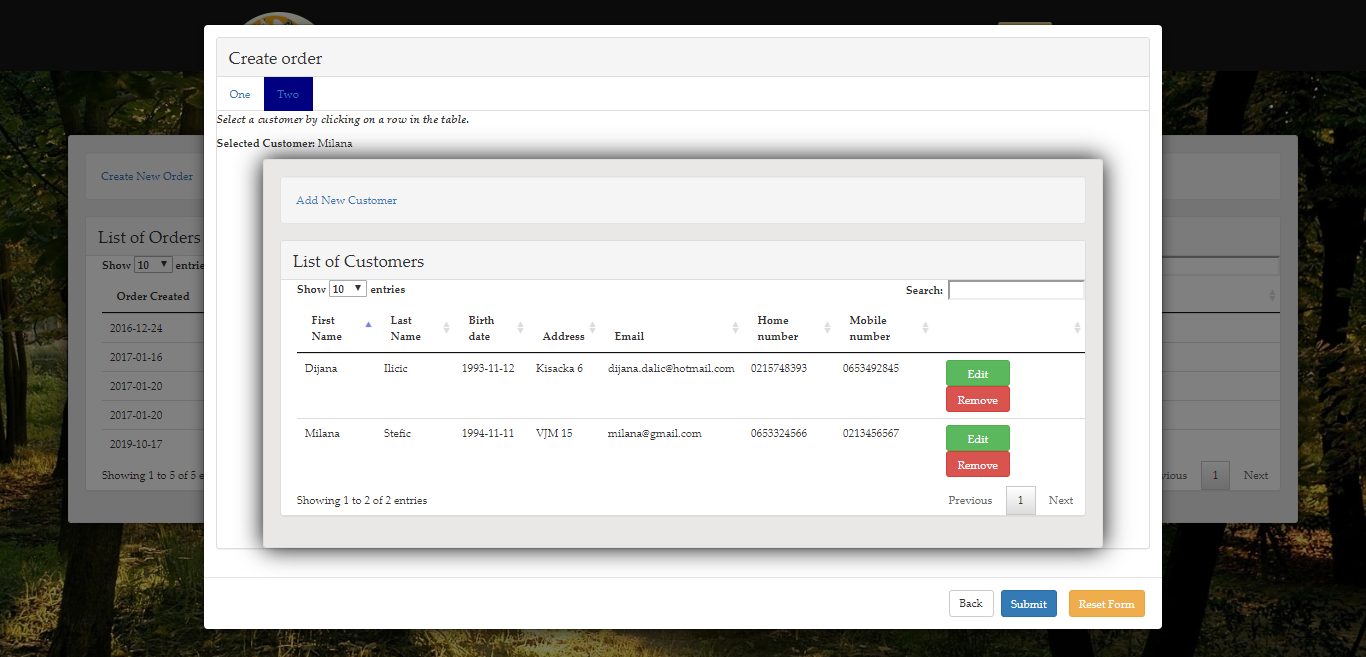 Create order
One Two
Select a customer by clicking on a row in the table.
Selected Customer: Milana
Create New Order
Add New Customer
List of Orders
Show 10 entrie
Order Created
2016-12-24
2017-01-16
2017-01-20
2017-01-20
2019-10-17
Showing 1 to 5 of 5 e
List of Customers
Show 10 entries Search:
First Name Last Name Birth date Address Email Home number Mobile number
Dijana Ilicic 1993-11-12 Kisacka 6 dijana.dalic@hotmail.com 0215748393 0653492845 Edit
Remove
Milana Stefic 1994-11-11 VJM 15 milana@gmail.com 0653324566 0213456567 Edit
Remove
Showing 1 to 2 of 2 entries Previous 1 Next
vious 1 Next
Back Submit Reset Form